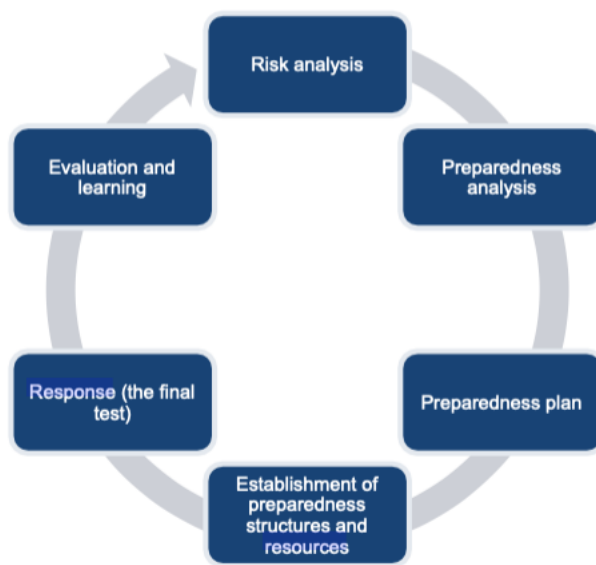 Risk analysis
Preparedness
analysis
Preparedness plan
Establishment of
preparedness
structures and
resources
Response (the final
test)
Evaluation and
learning